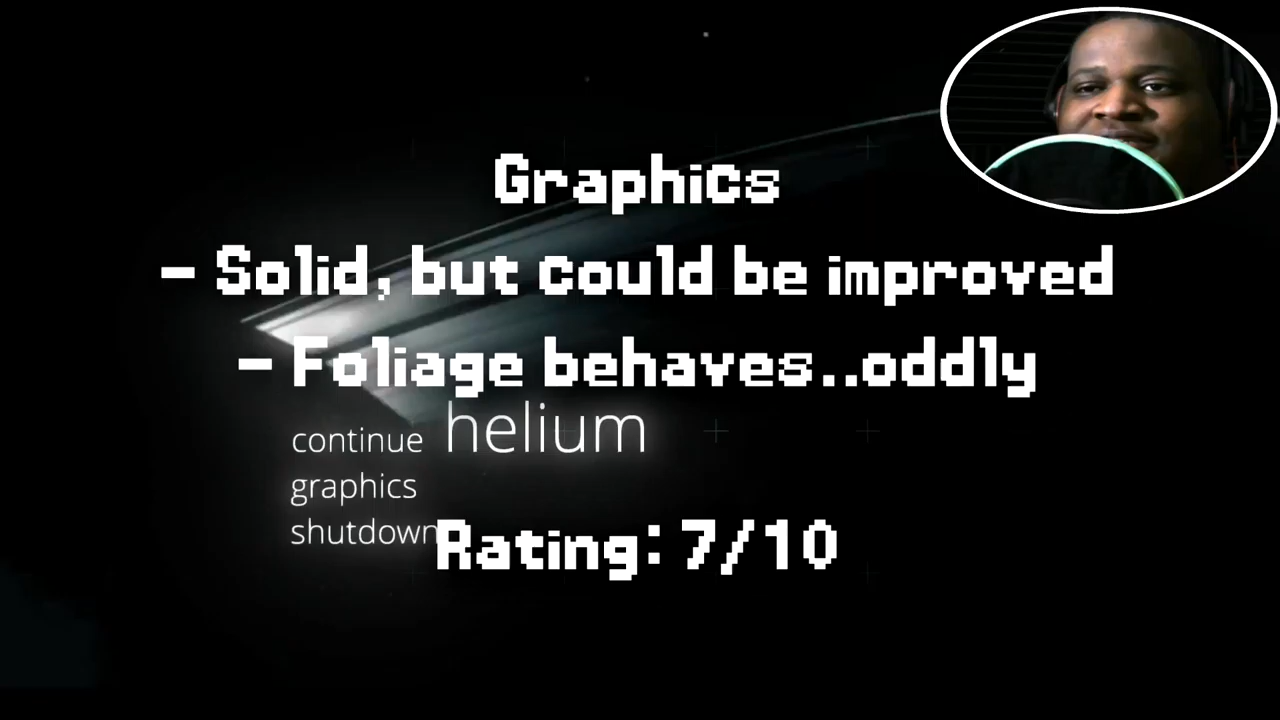 Graphics
- Solid, but could be improved
- Foliage behaves..oddly
helium
continue
graphics
shutdown
Rating: 7/10